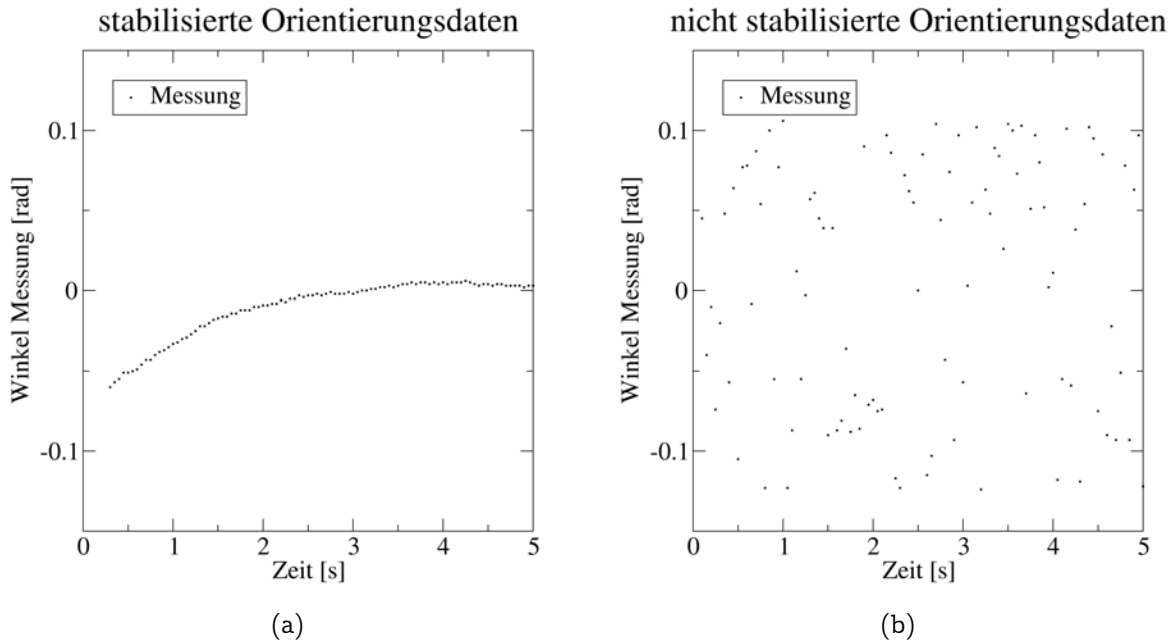 stabilisierte Orientierungsdaten
Messung
0.1
0
-0.1
Winkel Messung [rad]
0 1 2 3 4 5
Zeit [s]
(a)
nicht stabilisierte Orientierungsdaten
Messung
0.1
0
-0.1
Winkel Messung [rad]
0 1 2 3 4 5
Zeit [s]
(b)